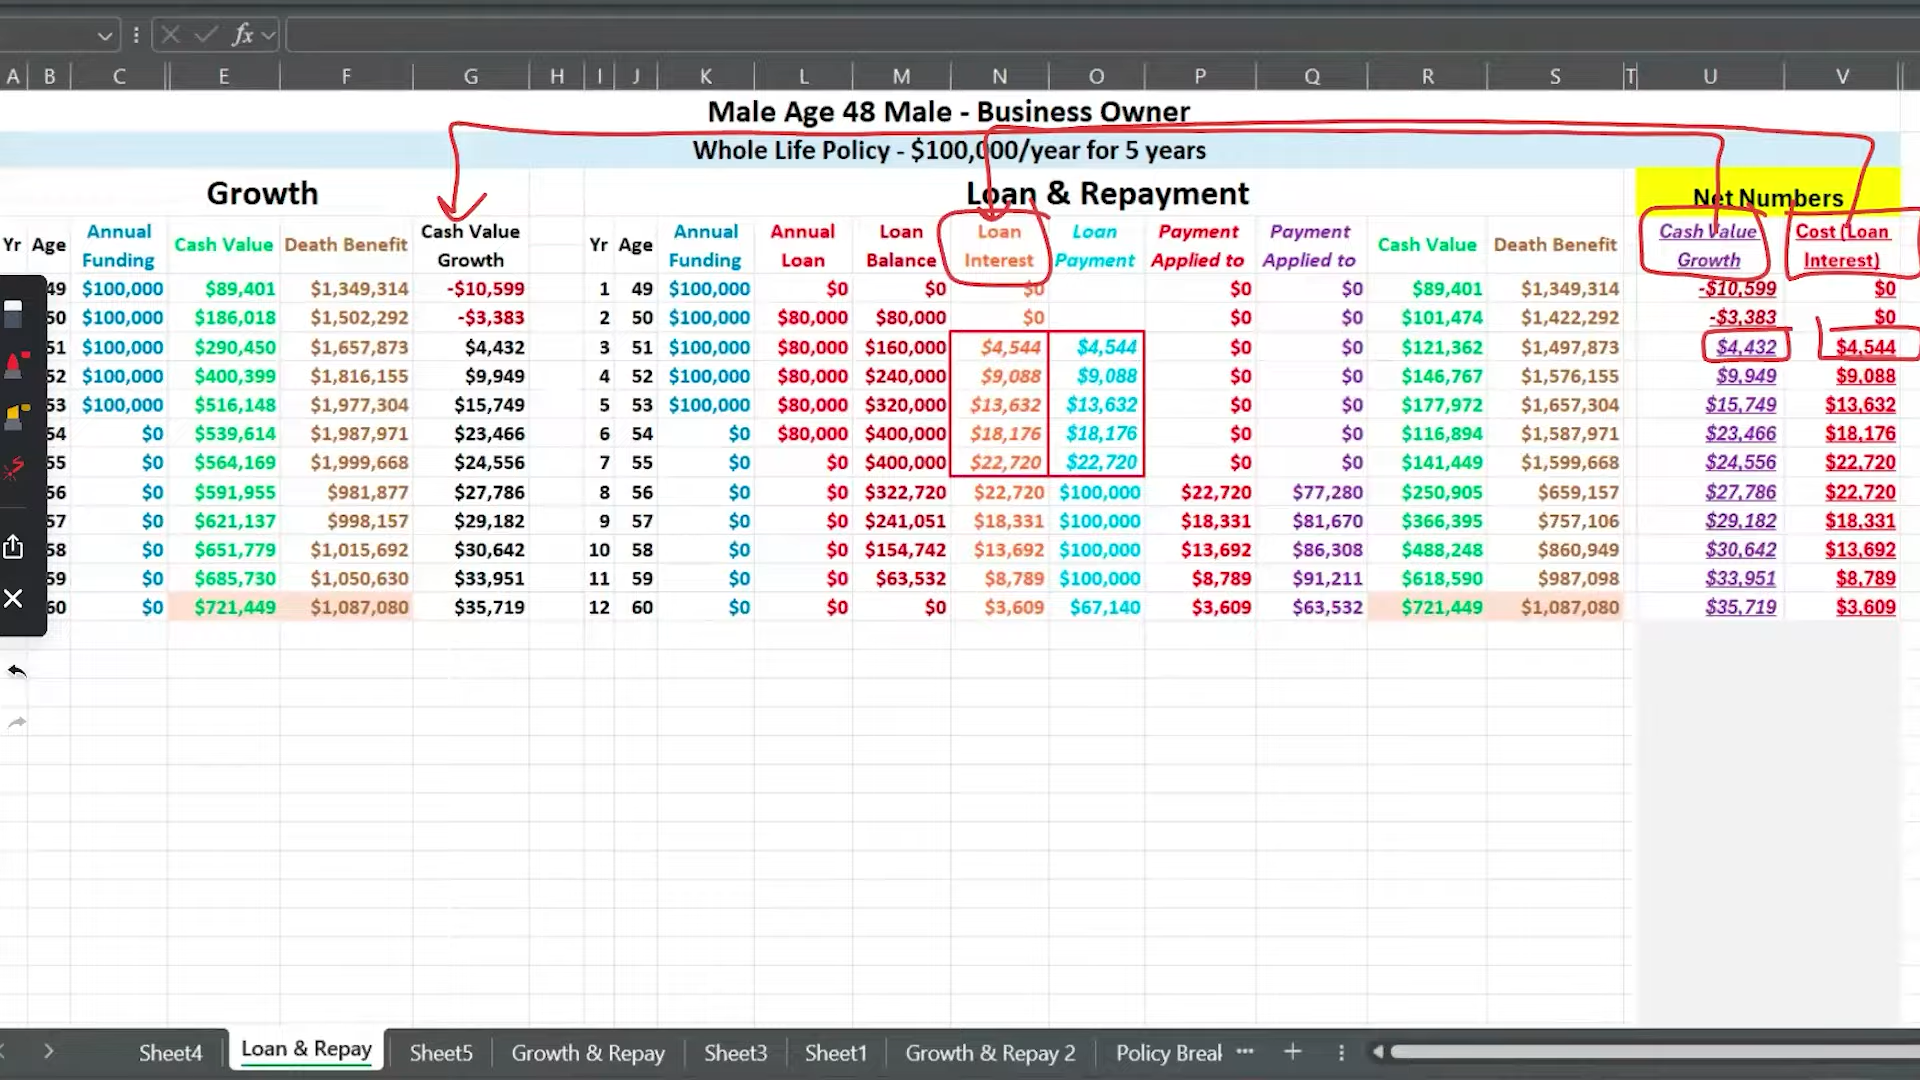 fx
A B C E F G H I J K L M N O P Q R S T U V
Male Age 48 Male - Business Owner
Whole Life Policy - $100,000/year for 5 years
Growth Loan & Repayment Net Numbers
Yr Age Annual Funding Cash Value Death Benefit Cash Value Growth Yr Age Annual Funding Annual Loan Loan Balance Loan Interest Loan Payment Payment Applied to Payment Applied to Cash Value Death Benefit Cash Value Growth Cost (Loan Interest)
49 $100,000 $89,401 $1,349,314 -$10,599 1 49 $100,000 $0 $0 $0 $0 $0 $89,401 $1,349,314 -$10,599 $0
50 $100,000 $186,018 $1,502,292 -$3,383 2 50 $100,000 $80,000 $80,000 $0 $0 $0 $101,474 $1,422,292 -$3,383 $0
51 $100,000 $290,450 $1,657,873 $4,432 3 51 $100,000 $80,000 $160,000 $4,544 $4,544 $0 $0 $121,362 $1,497,873 $4,432 $4,544
52 $100,000 $400,399 $1,816,155 $9,949 4 52 $100,000 $80,000 $240,000 $9,088 $9,088 $0 $0 $146,767 $1,576,155 $9,949 $9,088
53 $100,000 $516,148 $1,977,304 $15,749 5 53 $100,000 $80,000 $320,000 $13,632 $13,632 $0 $0 $177,972 $1,657,304 $15,749 $13,632
54 $0 $539,614 $1,987,971 $23,466 6 54 $0 $80,000 $400,000 $18,176 $18,176 $0 $0 $116,894 $1,587,971 $23,466 $18,176
55 $0 $564,169 $1,999,668 $24,556 7 55 $0 $0 $400,000 $22,720 $22,720 $0 $0 $141,449 $1,599,668 $24,556 $22,720
56 $0 $591,955 $981,877 $27,786 8 56 $0 $0 $322,720 $22,720 $100,000 $22,720 $77,280 $250,905 $659,157 $27,786 $22,720
57 $0 $621,137 $998,157 $29,182 9 57 $0 $0 $241,051 $18,331 $100,000 $18,331 $81,670 $366,395 $757,106 $29,182 $18,331
58 $0 $651,779 $1,015,692 $30,642 10 58 $0 $0 $154,742 $13,692 $100,000 $13,692 $86,308 $488,248 $860,949 $30,642 $13,692
59 $0 $685,730 $1,050,630 $33,951 11 59 $0 $0 $63,532 $8,789 $100,000 $8,789 $91,211 $618,590 $987,098 $33,951 $8,789
60 $0 $721,449 $1,087,080 $35,719 12 60 $0 $0 $0 $3,609 $67,140 $3,609 $63,532 $721,449 $1,087,080 $35,719 $3,609
Sheet4 Loan & Repay Sheet5 Growth & Repay Sheet3 Sheet1 Growth & Repay 2 Policy Break